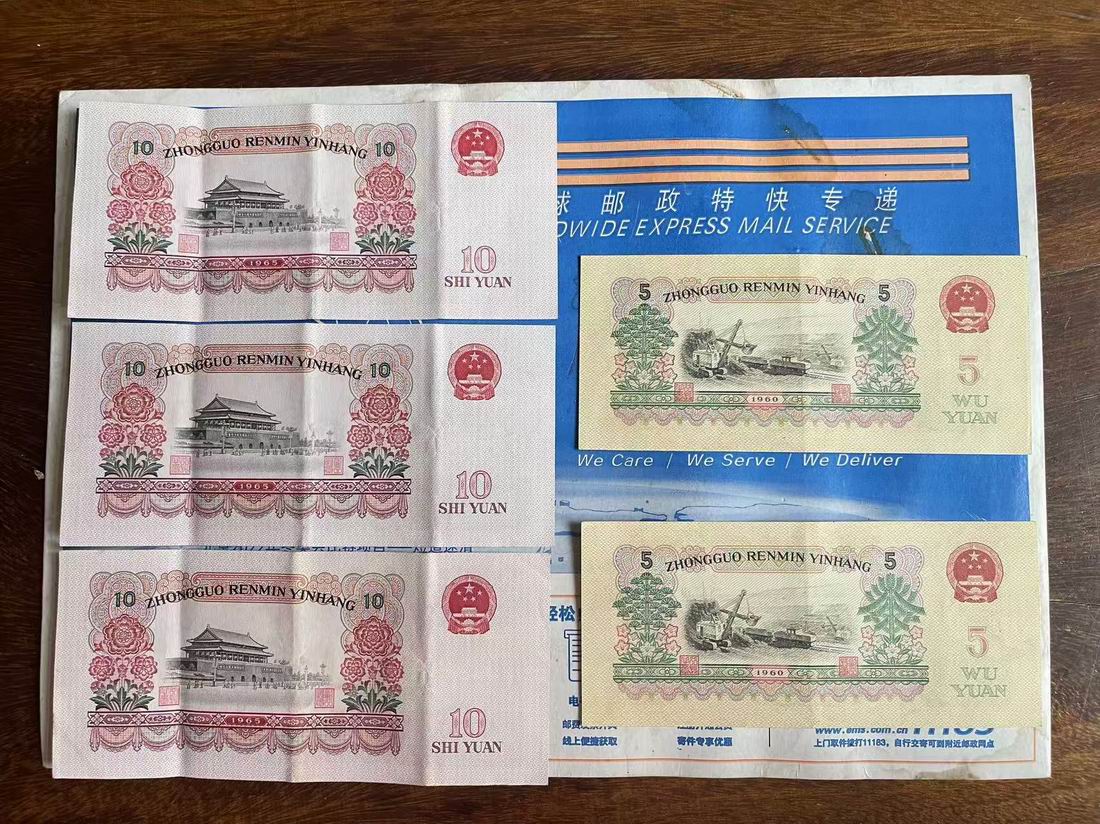 10 ZHONGGUO RENMIN YINHANG 10
1965
10
SHI YUAN
10 ZHONGGUO RENMIN YINHANG 10
1965
10
SHI YUAN
10 ZHONGGUO RENMIN YINHANG 10
1965
10
SHI YUAN
球邮政特快专递
DWIDE EXPRESS MAIL SERVICE
5 ZHONGGUO RENMIN YINHANG 5
1960
5
WU
YUAN
We Care / We Serve / We Deliver
5 ZHONGGUO RENMIN YINHANG 5
1960
5
WU
YUAN
轻松
电
线上便捷获取
寄件专享优惠
www.ems.com.cn 11183
上门取件拨打11183，自行交寄可到附近邮政网点